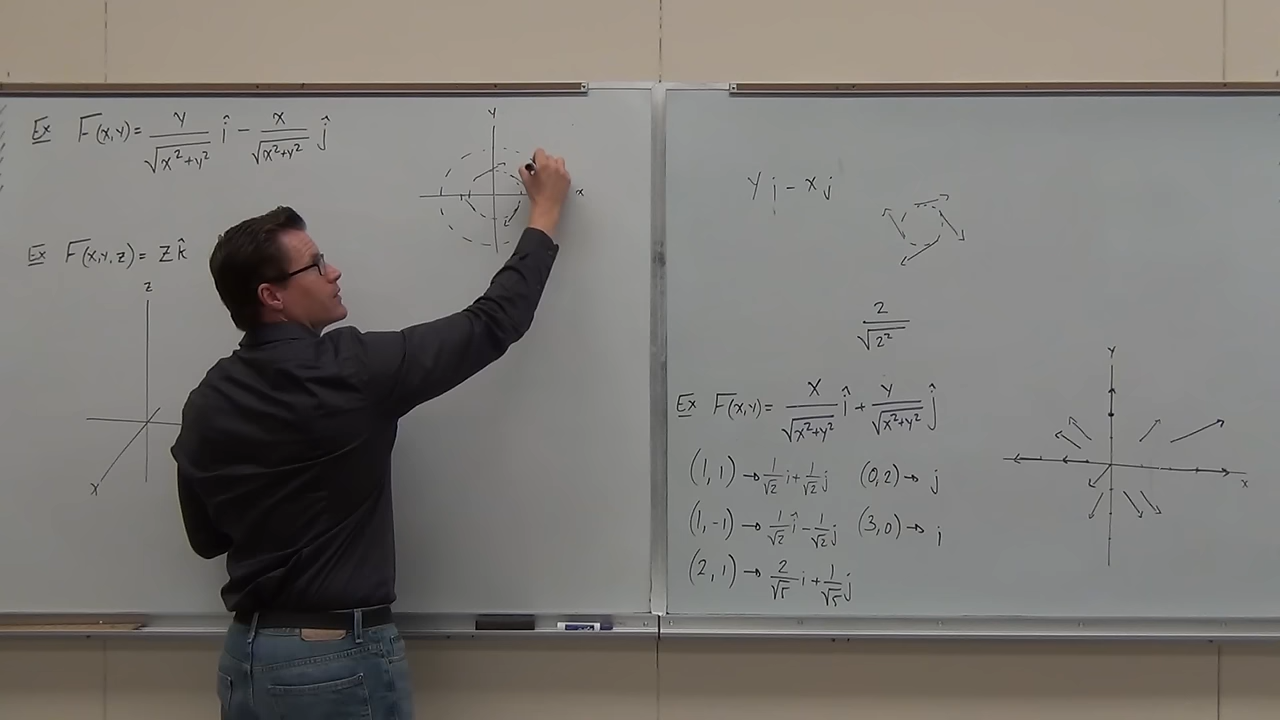 Ex F(x,y) = y/√(x²+y²) î − x/√(x²+y²) ĵ
y
x
Ex F(x,y,z) = z k̂
z
x
y i − x j
2/√(2²)
Ex F(x,y) = x/√(x²+y²) î + y/√(x²+y²) ĵ
(1, 1) → 1/√2 i + 1/√2 j (0,2) → j
(1, -1) → 1/√2 î − 1/√2 j (3,0) → i
(2, 1) → 2/√5 i + 1/√5 j
y
x